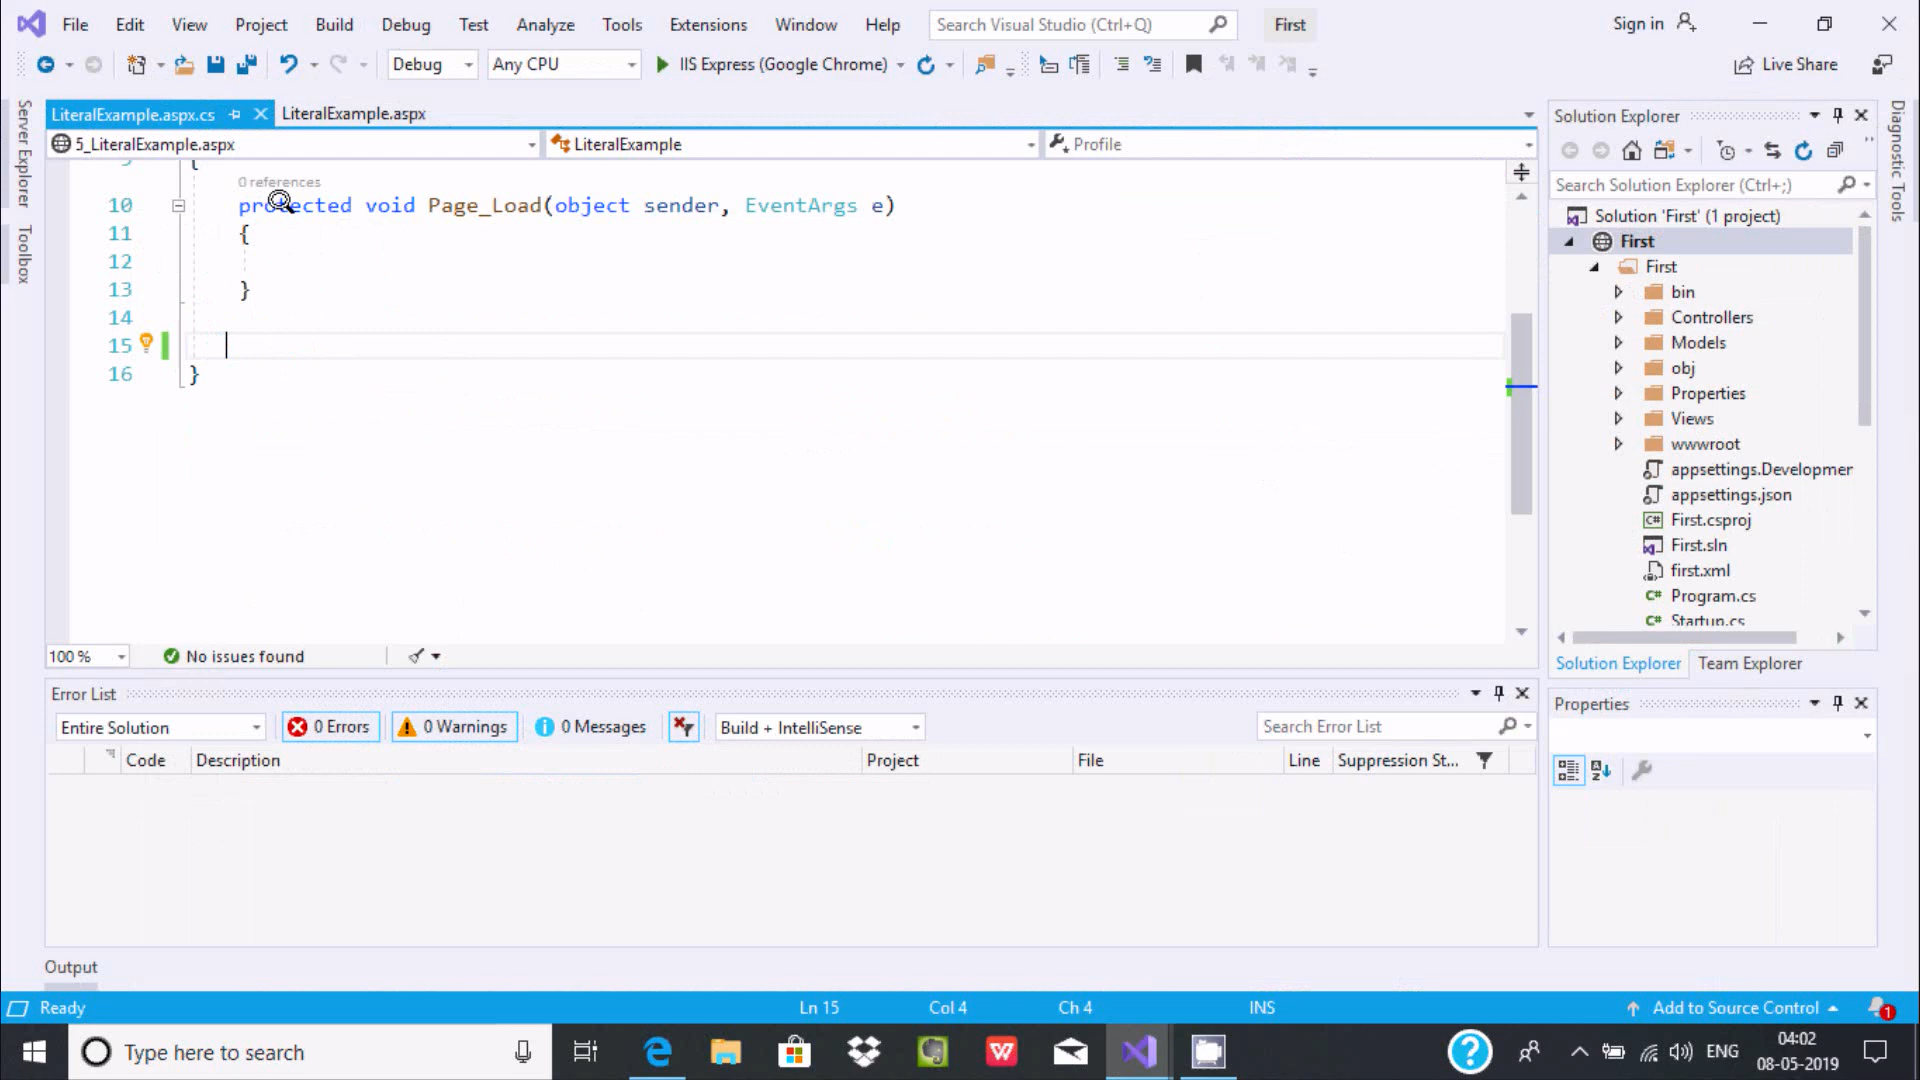 File Edit View Project Build Debug Test Analyze Tools Extensions Window Help Search Visual Studio (Ctrl+Q) First Sign in
Debug Any CPU IIS Express (Google Chrome) Live Share
Server Explorer
Toolbox
LiteralExample.aspx.cs LiteralExample.aspx
5_LiteralExample.aspx LiteralExample Profile
{
0 references
10 protected void Page_Load(object sender, EventArgs e)
11 {
12
13 }
14
15
16 }
100 % No issues found
Error List
Entire Solution 0 Errors 0 Warnings 0 Messages Build + IntelliSense Search Error List
Code Description Project File Line Suppression St...
Output
Solution Explorer
Search Solution Explorer (Ctrl+;)
Solution 'First' (1 project)
First
First
bin
Controllers
Models
obj
Properties
Views
wwwroot
appsettings.Developmen
appsettings.json
First.csproj
First.sln
first.xml
Program.cs
Startup.cs
Solution Explorer Team Explorer
Properties
Diagnostic Tools
Ready Ln 15 Col 4 Ch 4 INS Add to Source Control 1
Type here to search ENG 04:02
08-05-2019